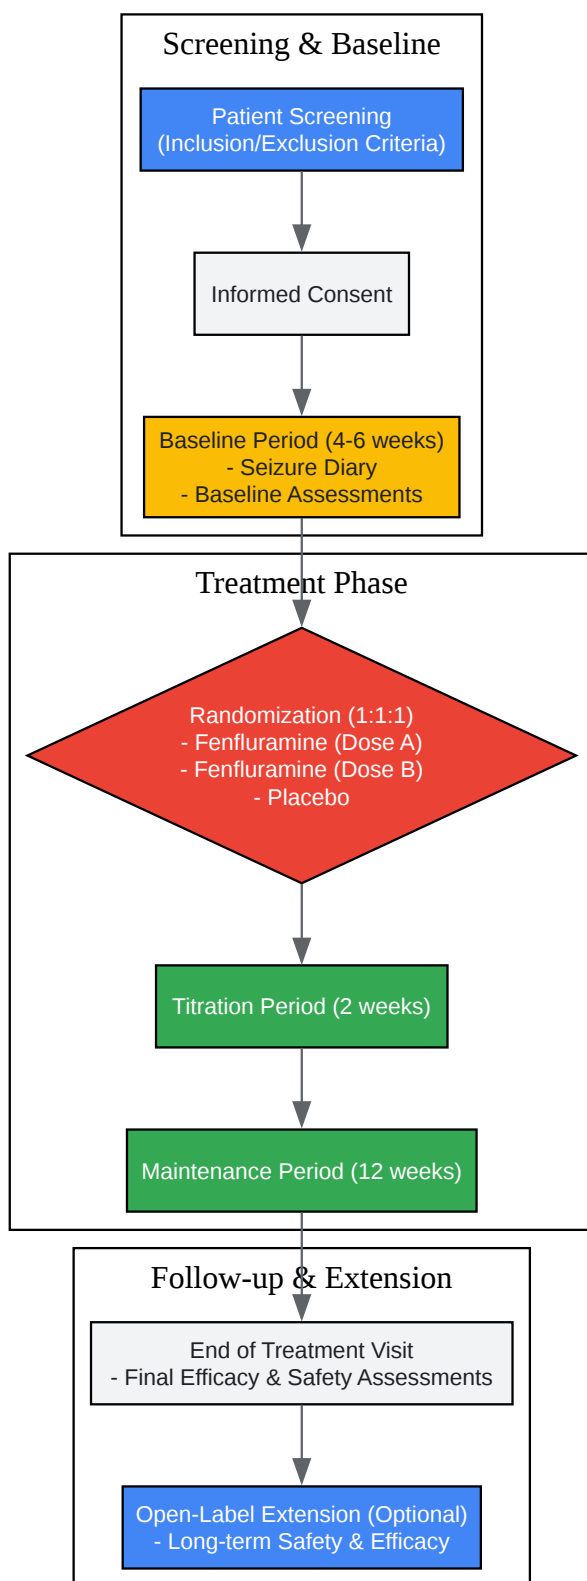 Screening & Baseline
Patient Screening
(Inclusion/Exclusion Criteria)
Informed Consent
Baseline Period (4-6 weeks)
- Seizure Diary
- Baseline Assessments
Treatment Phase
Randomization (1:1:1)
- Fenfluramine (Dose A)
- Fenfluramine (Dose B)
- Placebo
Titration Period (2 weeks)
Maintenance Period (12 weeks)
Follow-up & Extension
End of Treatment Visit
- Final Efficacy & Safety Assessments
Open-Label Extension (Optional)
- Long-term Safety & Efficacy